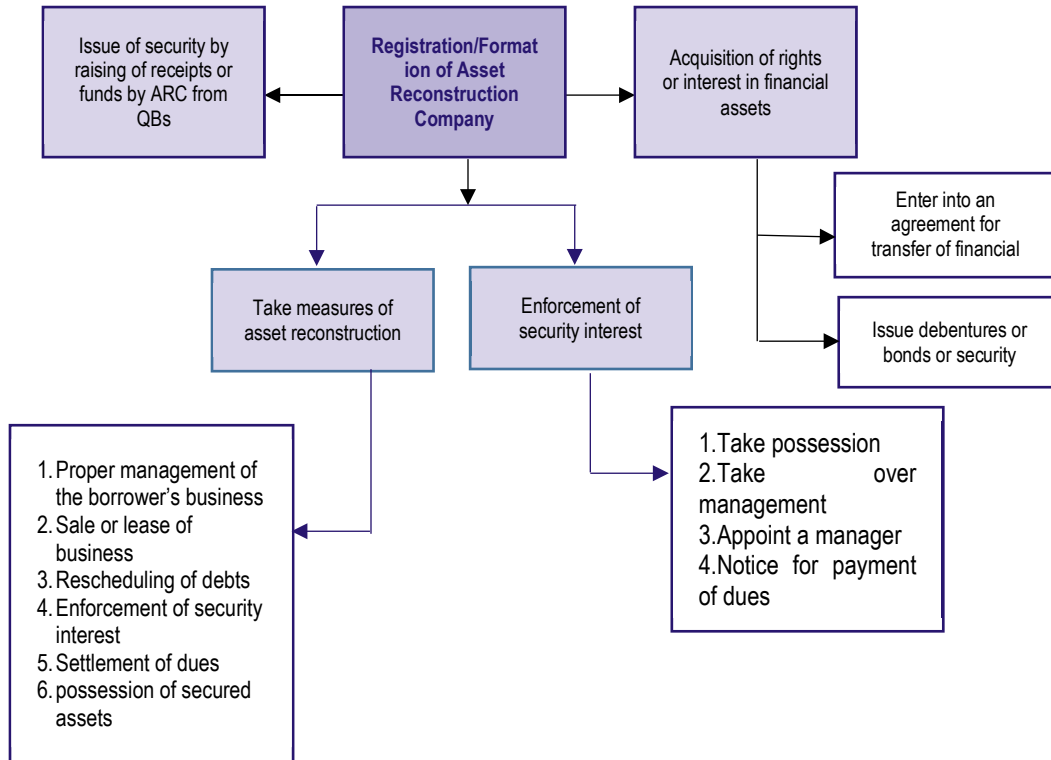 Issue of security by
raising of receipts or
funds by ARC from
QBs
Registration/Format
ion of Asset
Reconstruction
Company
Acquisition of rights
or interest in financial
assets
Enter into an
agreement for
transfer of financial
Issue debentures or
bonds or security
Take measures of
asset reconstruction
Enforcement of
security interest
1. Proper management of
the borrower’s business
2. Sale or lease of
business
3. Rescheduling of debts
4. Enforcement of security
interest
5. Settlement of dues
6. possession of secured
assets
1.Take possession
2.Take over
management
3.Appoint a manager
4.Notice for payment
of dues